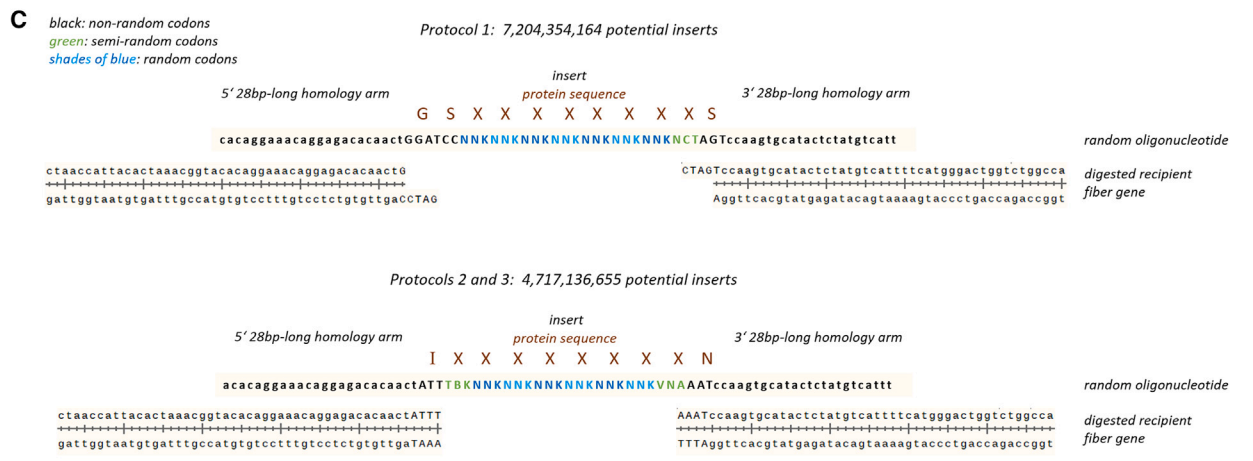 C
black: non-random codons
green: semi-random codons
shades of blue: random codons
Protocol 1: 7,204,354,164 potential inserts
insert
5' 28bp-long homology arm protein sequence 3' 28bp-long homology arm
G S X X X X X X X X S
cacaggaaacaggagacacaactGGATCCNNKNNKNNKNNKNNKNNKNNKNCTAGTccaagtgcatactctatgtcatt random oligonucleotide
ctaaccattacactaaacggtacacaggaaacaggagacacaactG CTAGTccaagtgcatactctatgtcattttcatgggactggtctggcca digested recipient
gattggtaatgtgatttgccatgtgtcctttgtcctctgtgttgaCCTAG Aggttcacgtatgagatacagtaaaagtaccctgaccagaccggt fiber gene
Protocols 2 and 3: 4,717,136,655 potential inserts
insert
5' 28bp-long homology arm protein sequence 3' 28bp-long homology arm
I X X X X X X X X N
acacaggaaacaggagacacaactATTTBKNNKNNKNNKNNKNNKNNKVNAAATccaagtgcatactctatgtcattt random oligonucleotide
ctaaccattacactaaacggtacacaggaaacaggagacacaactATTT AAATccaagtgcatactctatgtcattttcatgggactggtctggcca digested recipient
gattggtaatgtgatttgccatgtgtcctttgtcctctgtgttgaTAAA TTTAggttcacgtatgagatacagtaaaagtaccctgaccagaccggt fiber gene